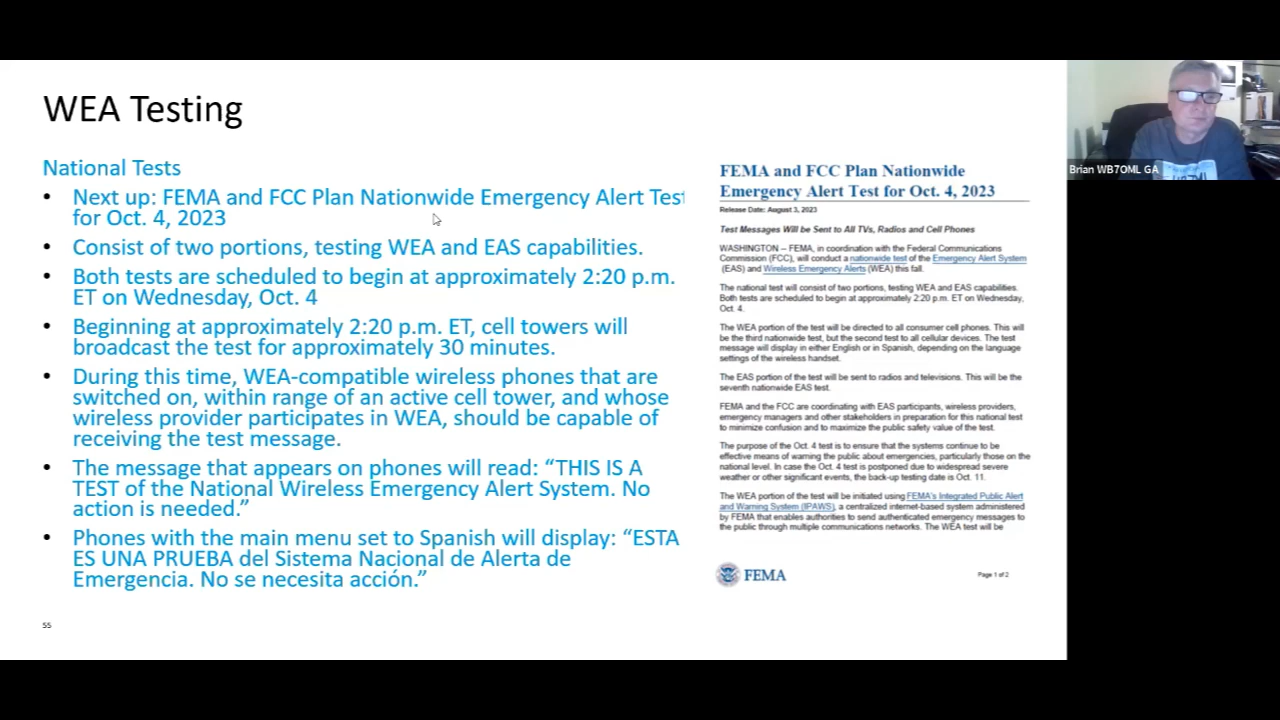 WEA Testing
National Tests
• Next up: FEMA and FCC Plan Nationwide Emergency Alert Test
for Oct. 4, 2023
• Consist of two portions, testing WEA and EAS capabilities.
• Both tests are scheduled to begin at approximately 2:20 p.m.
ET on Wednesday, Oct. 4
• Beginning at approximately 2:20 p.m. ET, cell towers will
broadcast the test for approximately 30 minutes.
• During this time, WEA-compatible wireless phones that are
switched on, within range of an active cell tower, and whose
wireless provider participates in WEA, should be capable of
receiving the test message.
• The message that appears on phones will read: “THIS IS A
TEST of the National Wireless Emergency Alert System. No
action is needed.”
• Phones with the main menu set to Spanish will display: “ESTA
ES UNA PRUEBA del Sistema Nacional de Alerta de
Emergencia. No se necesita acción.”
55
FEMA and FCC Plan Nationwide
Emergency Alert Test for Oct. 4, 2023
Release Date: August 3, 2023
Test Messages Will be Sent to All TVs, Radios and Cell Phones
WASHINGTON – FEMA, in coordination with the Federal Communications
Commission (FCC), will conduct a nationwide test of the Emergency Alert System
(EAS) and Wireless Emergency Alerts (WEA) this fall.
The national test will consist of two portions, testing WEA and EAS capabilities.
Both tests are scheduled to begin at approximately 2:20 p.m. ET on Wednesday,
Oct. 4.
The WEA portion of the test will be directed to all consumer cell phones. This will
be the third nationwide test, but the second test to all cellular devices. The test
message will display in either English or in Spanish, depending on the language
settings of the wireless handset.
The EAS portion of the test will be sent to radios and televisions. This will be the
seventh nationwide EAS test.
FEMA and the FCC are coordinating with EAS participants, wireless providers,
emergency managers and other stakeholders in preparation for this national test
to minimize confusion and to maximize the public safety value of the test.
The purpose of the Oct. 4 test is to ensure that the systems continue to be
effective means of warning the public about emergencies, particularly those on the
national level. In case the Oct. 4 test is postponed due to widespread severe
weather or other significant events, the back-up testing date is Oct. 11.
The WEA portion of the test will be initiated using FEMA's Integrated Public Alert
and Warning System (IPAWS), a centralized internet-based system administered
by FEMA that enables authorities to send authenticated emergency messages to
the public through multiple communications networks. The WEA test will be
FEMA
Page 1 of 2
Brian WB7OML GA